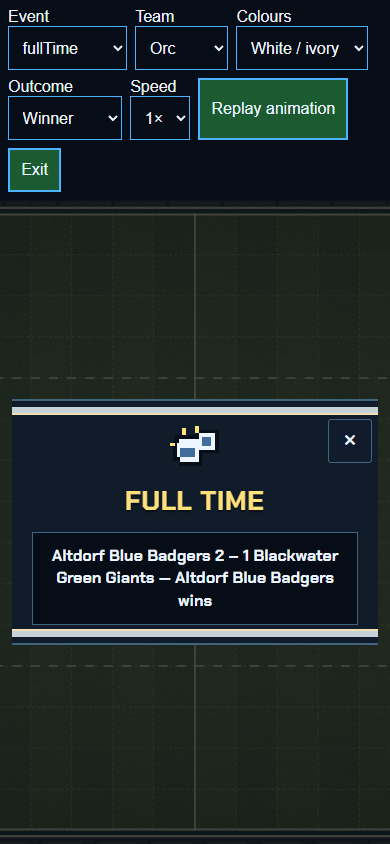 Event Team Colours
fullTime Orc White / ivory
Outcome Speed
Winner 1× Replay animation
Exit
×
FULL TIME
Altdorf Blue Badgers 2 – 1 Blackwater
Green Giants — Altdorf Blue Badgers
wins